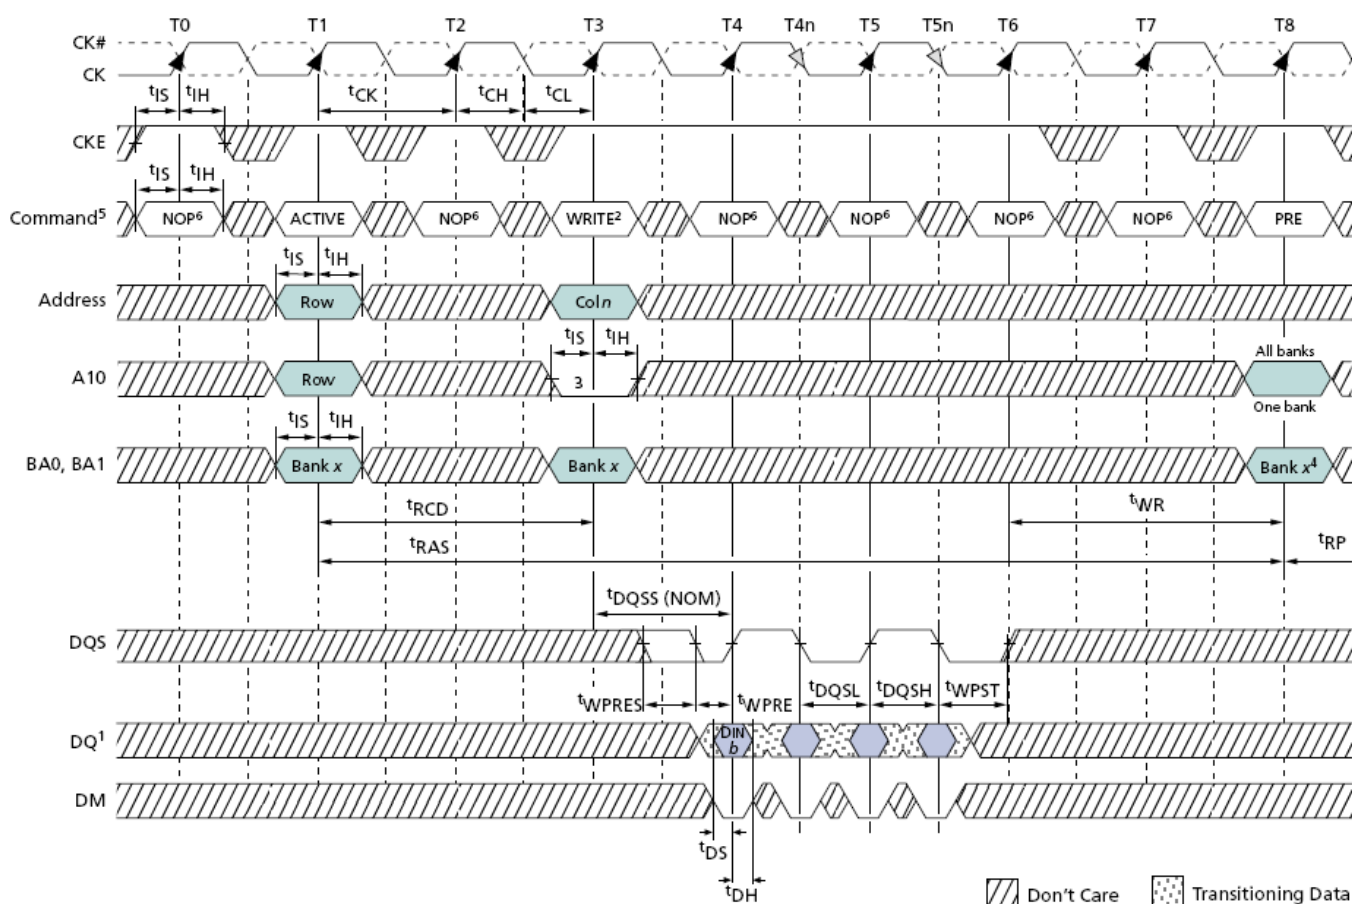 T0 T1 T2 T3 T4 T4n T5 T5n T6 T7 T8
CK#
CK
tIS tIH tCK tCH tCL
CKE
tIS tIH
Command5 NOP6 ACTIVE NOP6 WRITE2 NOP6 NOP6 NOP6 NOP6 PRE
tIS tIH
Address Row Col n
tIS tIH
All banks
A10 Row 3
One bank
tIS tIH
BA0, BA1 Bank x Bank x Bank x4
tRCD tWR
tRAS tRP
tDQSS (NOM)
DQS
tWPRES tWPRE tDQSL tDQSH tWPST
DQ1 DIN
b
DM
tDS
tDH
Don't Care Transitioning Data